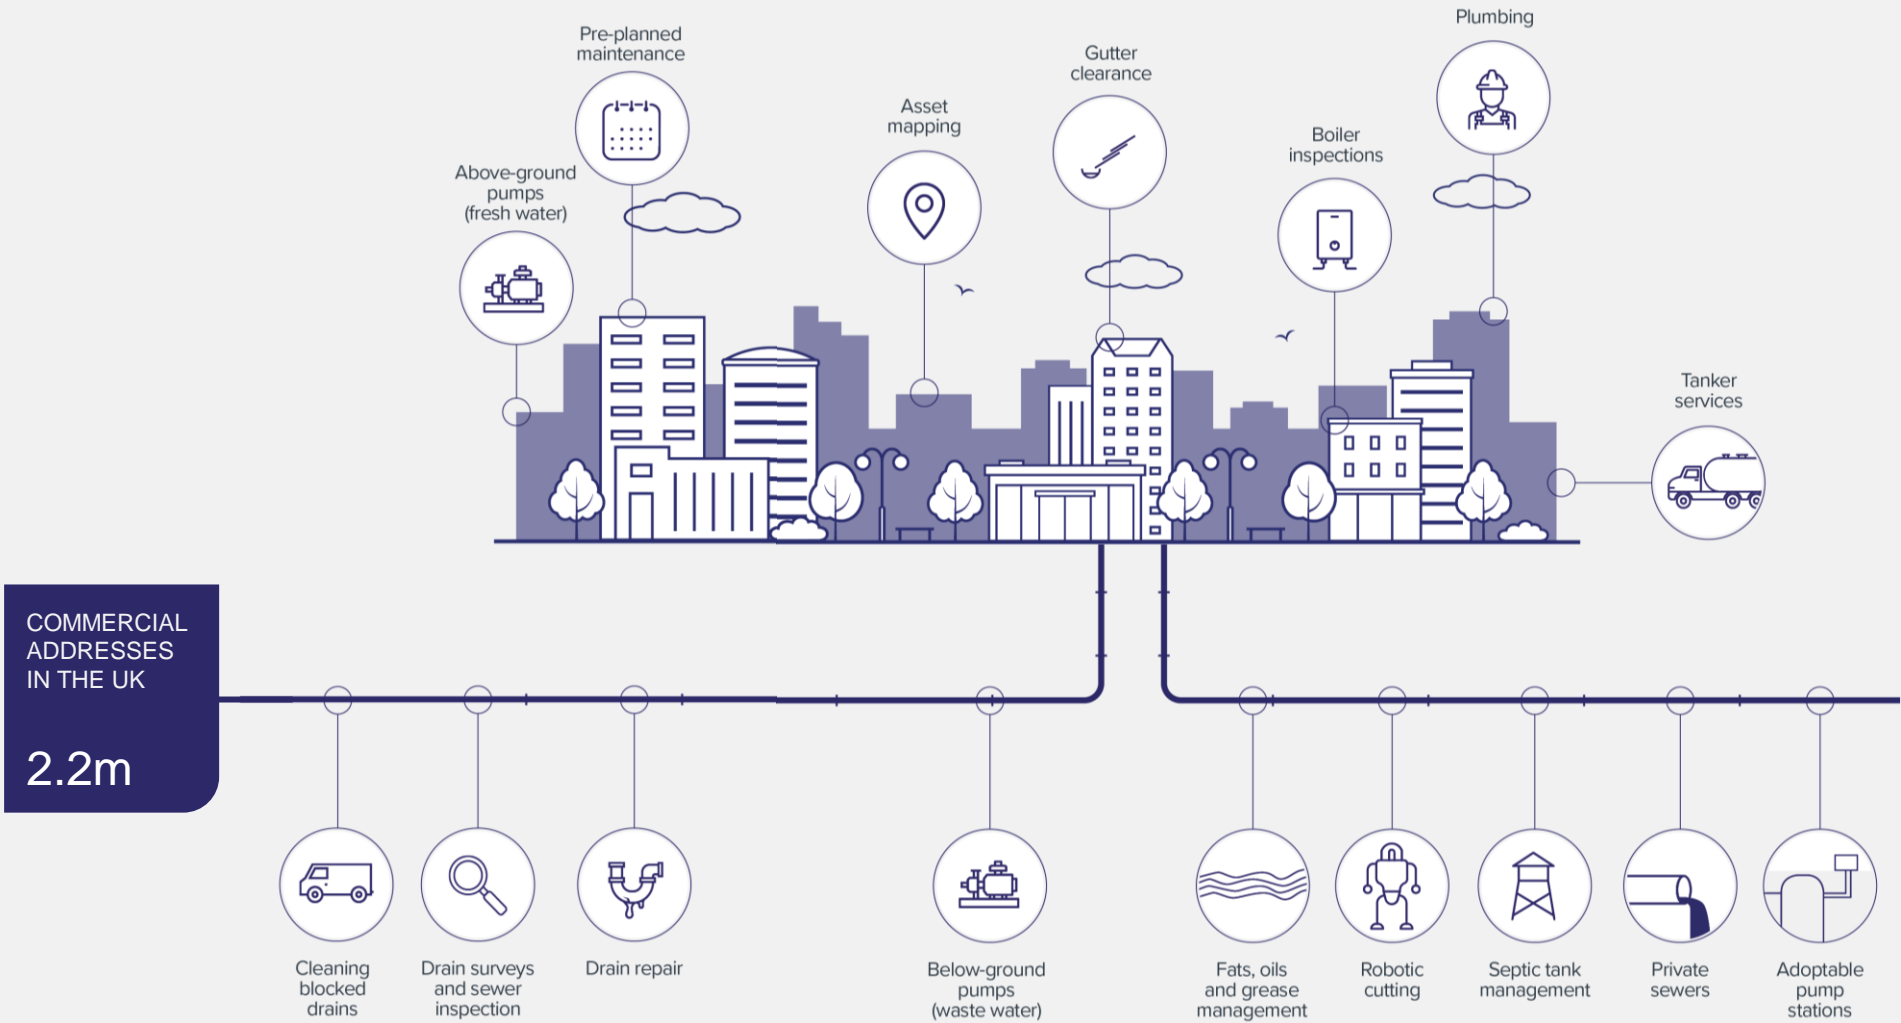 Plumbing
Pre-planned
maintenance
Gutter
clearance
Asset
mapping
Boiler
inspections
Above-ground
pumps
(fresh water)
Tanker
services
COMMERCIAL
ADDRESSES
IN THE UK
2.2m
Cleaning
blocked
drains
Drain surveys
and sewer
inspection
Drain repair
Below-ground
pumps
(waste water)
Fats, oils
and grease
management
Robotic
cutting
Septic tank
management
Private
sewers
Adoptable
pump
stations